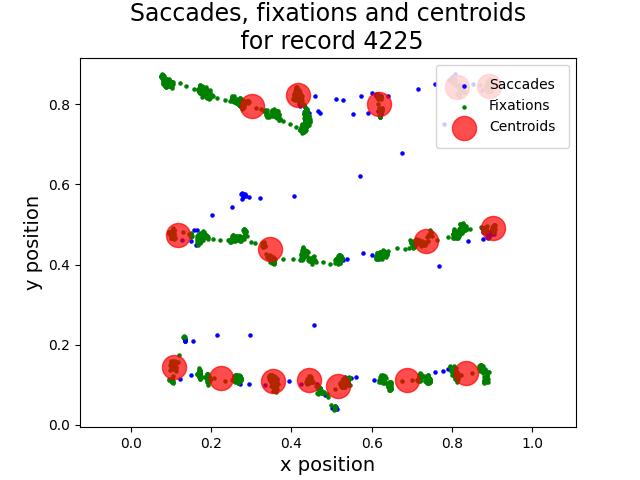 Saccades, fixations and centroids
for record 4225
Saccades
Fixations
Centroids
y position
0.8
0.6
0.4
0.2
0.0
0.0 0.2 0.4 0.6 0.8 1.0
x position